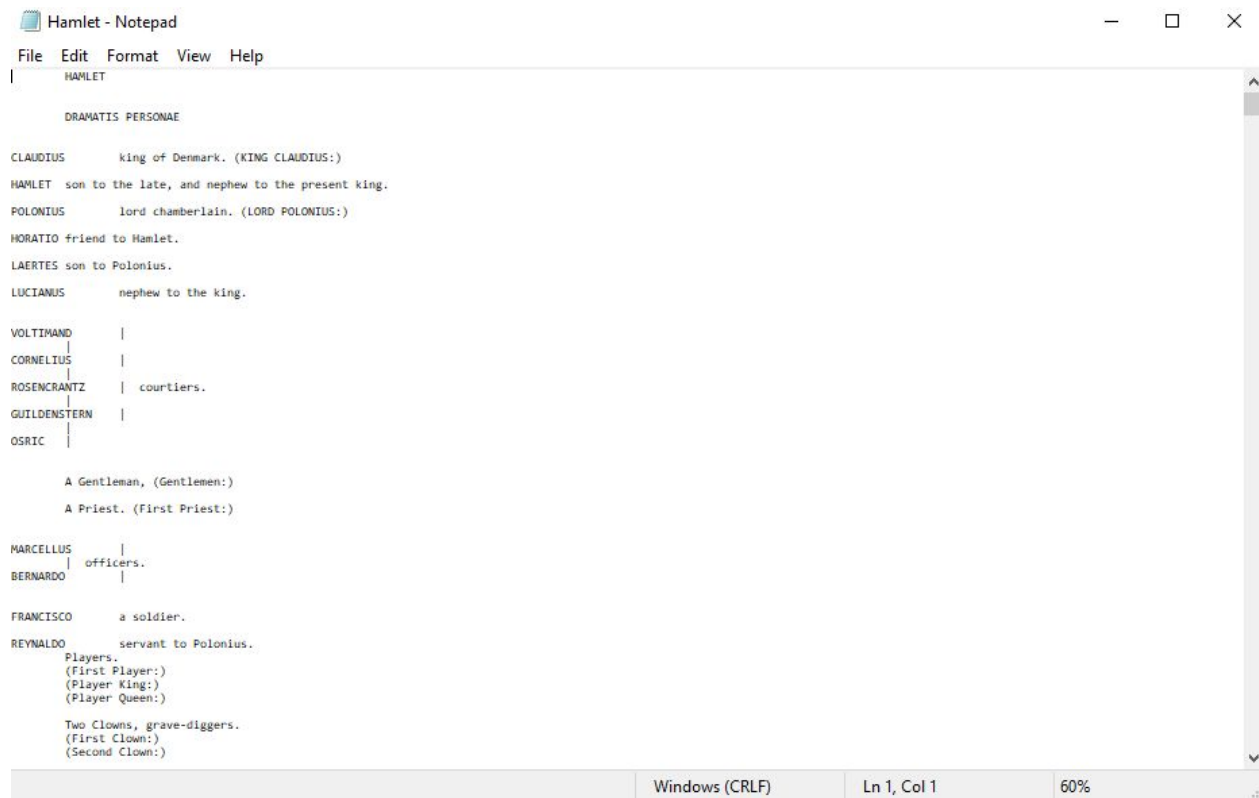 Hamlet - Notepad
File Edit Format View Help
HAMLET
DRAMATIS PERSONAE
CLAUDIUS king of Denmark. (KING CLAUDIUS:)
HAMLET son to the late, and nephew to the present king.
POLONIUS lord chamberlain. (LORD POLONIUS:)
HORATIO friend to Hamlet.
LAERTES son to Polonius.
LUCIANUS nephew to the king.
VOLTIMAND |
|
CORNELIUS |
|
ROSENCRANTZ | courtiers.
|
GUILDENSTERN |
|
OSRIC |
A Gentleman, (Gentlemen:)
A Priest. (First Priest:)
MARCELLUS |
| officers.
BERNARDO |
FRANCISCO a soldier.
REYNALDO servant to Polonius.
Players.
(First Player:)
(Player King:)
(Player Queen:)
Two Clowns, grave-diggers.
(First Clown:)
(Second Clown:)
Windows (CRLF) Ln 1, Col 1 60%